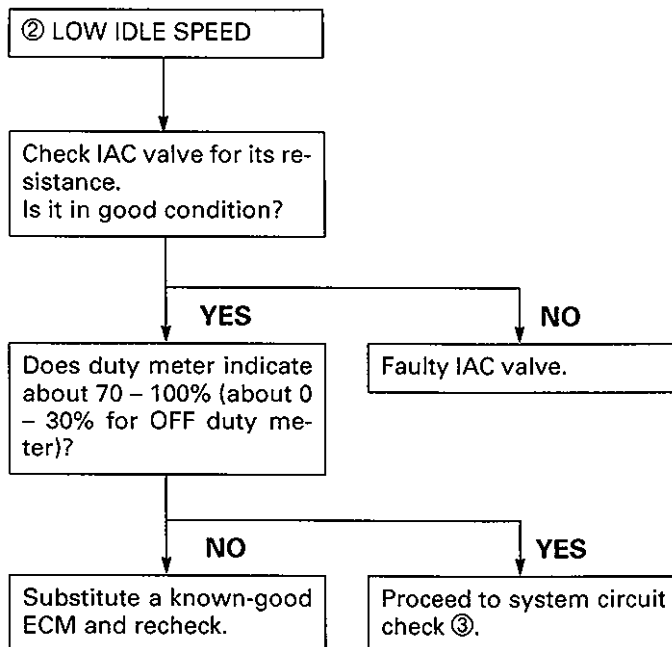 ② LOW IDLE SPEED
Check IAC valve for its re-
sistance.
Is it in good condition?
YES
NO
Does duty meter indicate
about 70 – 100% (about 0
– 30% for OFF duty me-
ter)?
Faulty IAC valve.
NO
YES
Substitute a known-good
ECM and recheck.
Proceed to system circuit
check ③.